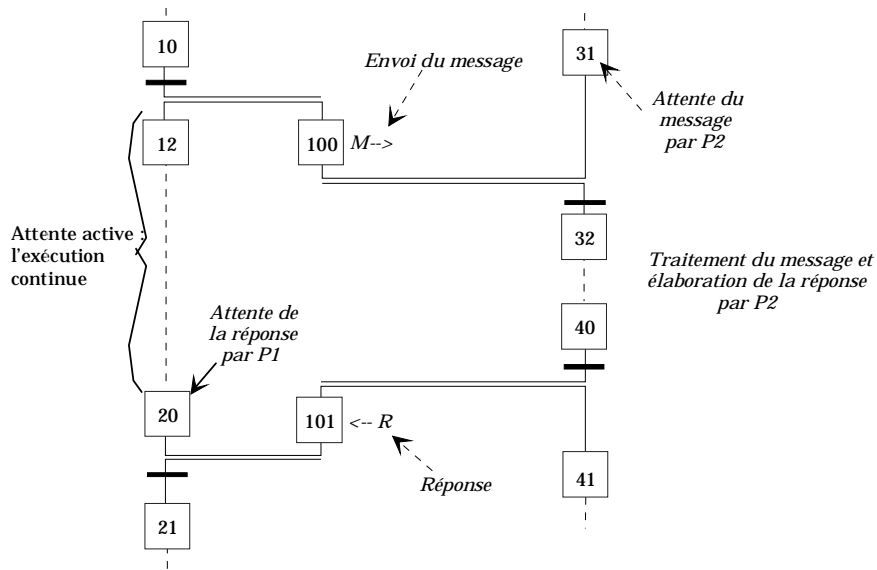 10
31
Envoi du message
Attente du
message
par P2
12
100
M-->
Attente active :
l'exécution
continue
32
Traitement du message et
élaboration de la réponse
par P2
Attente de
la réponse
par P1
40
20
101
<-- R
Réponse
41
21